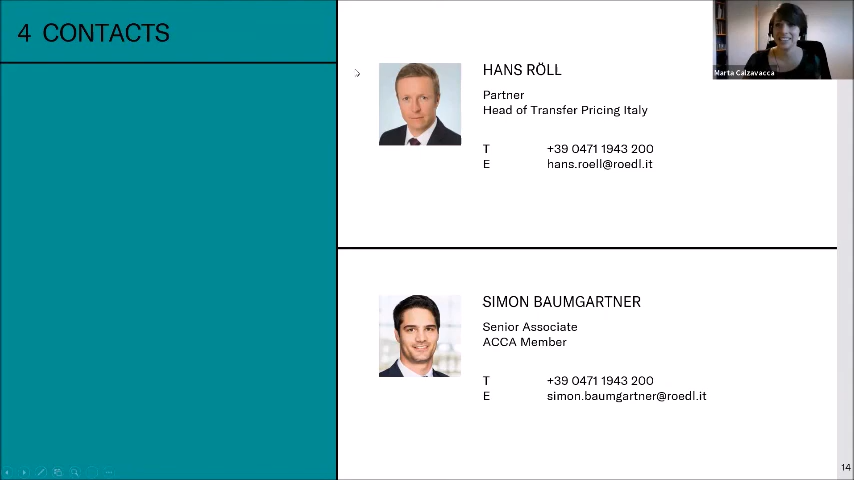 4 CONTACTS
HANS RÖLL
Partner
Head of Transfer Pricing Italy
T +39 0471 1943 200
E hans.roell@roedl.it
Marta Calzavacca
SIMON BAUMGARTNER
Senior Associate
ACCA Member
T +39 0471 1943 200
E simon.baumgartner@roedl.it
14